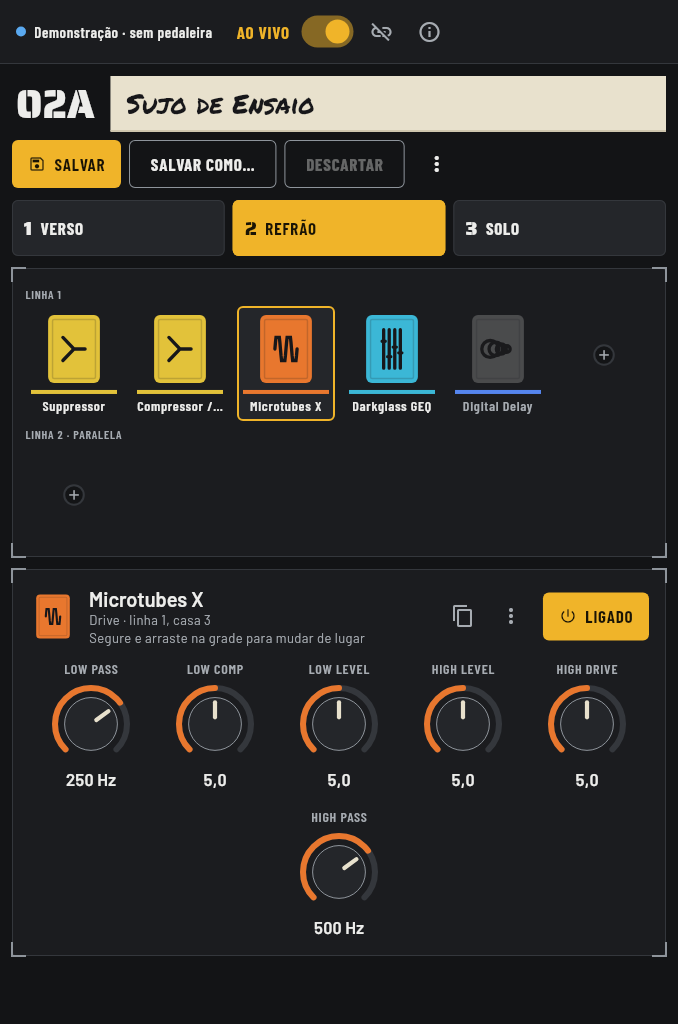 Demonstração · sem pedaleira AO VIVO
02A Sujo de Ensaio
SALVAR SALVAR COMO... DESCARTAR
1 VERSO 2 REFRÃO 3 SOLO
LINHA 1
Suppressor Compressor /... Microtubes X Darkglass GEQ Digital Delay
LINHA 2 · PARALELA
Microtubes X
Drive · linha 1, casa 3
Segure e arraste na grade para mudar de lugar
LIGADO
LOW PASS LOW COMP LOW LEVEL HIGH LEVEL HIGH DRIVE
250 Hz 5,0 5,0 5,0 5,0
HIGH PASS
500 Hz